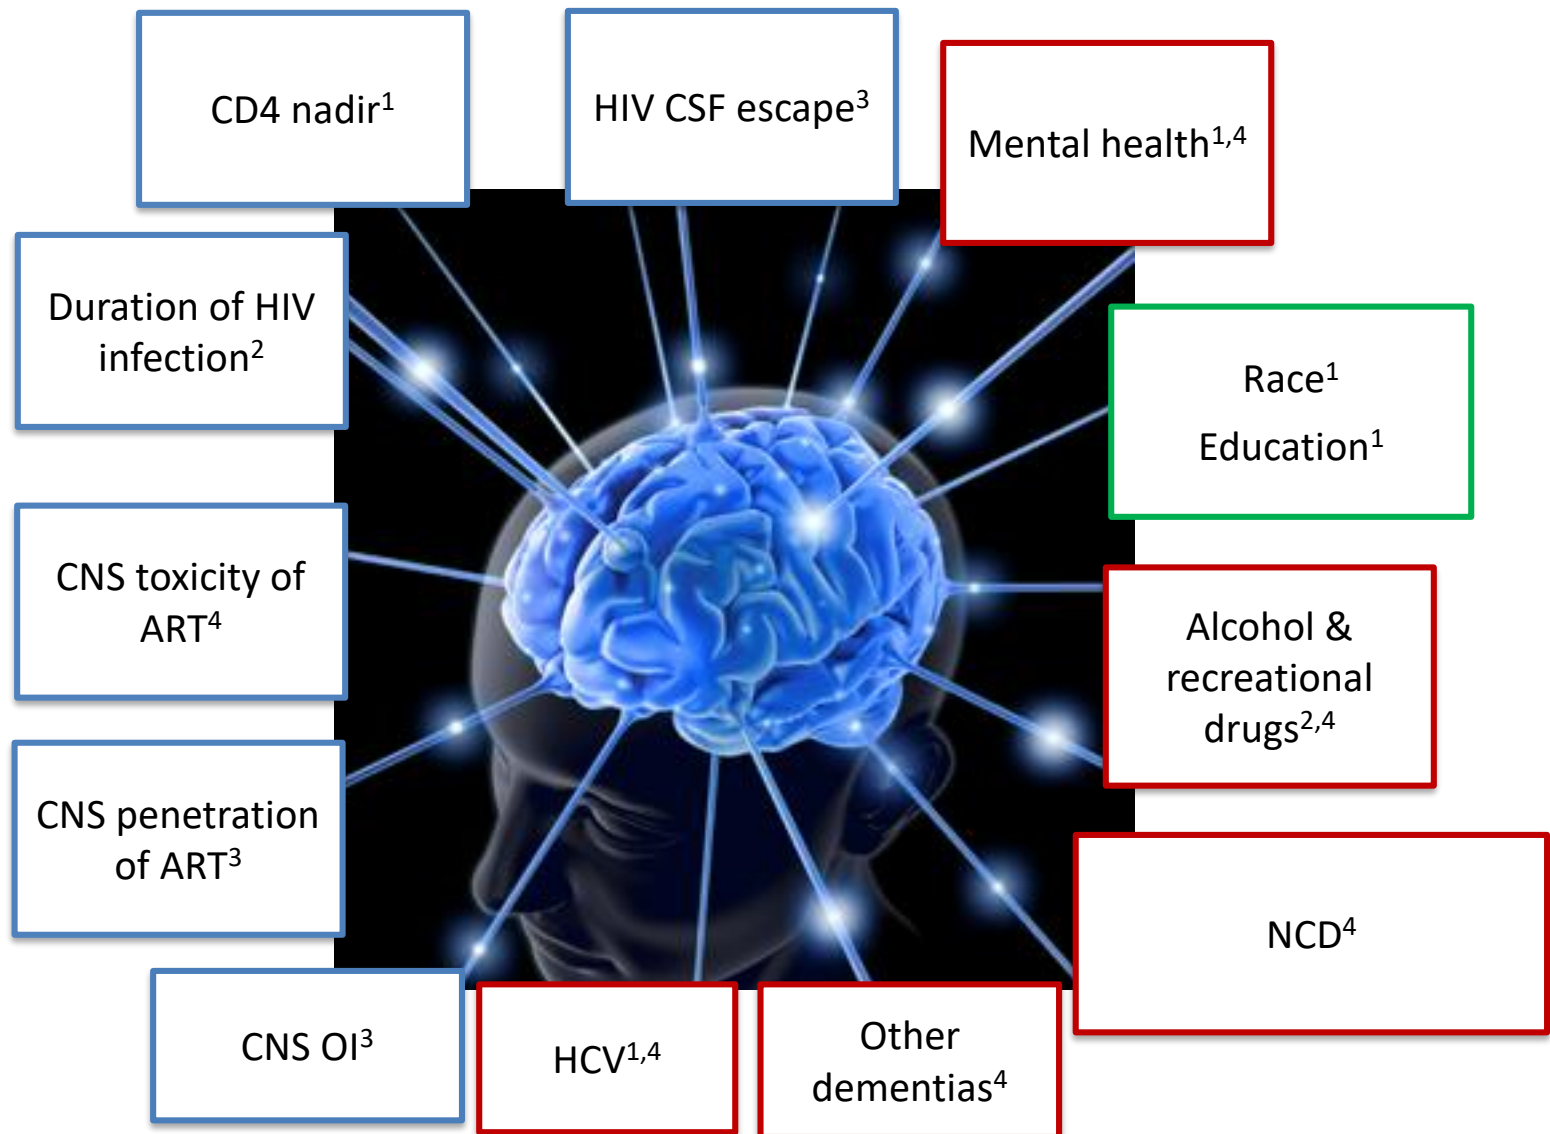 CD4 nadir¹
HIV CSF escape³
Mental health¹,⁴
Duration of HIV
infection²
Race¹
Education¹
CNS toxicity of
ART⁴
Alcohol &
recreational
drugs²,⁴
CNS penetration
of ART³
NCD⁴
CNS OI³
HCV¹,⁴
Other
dementias⁴